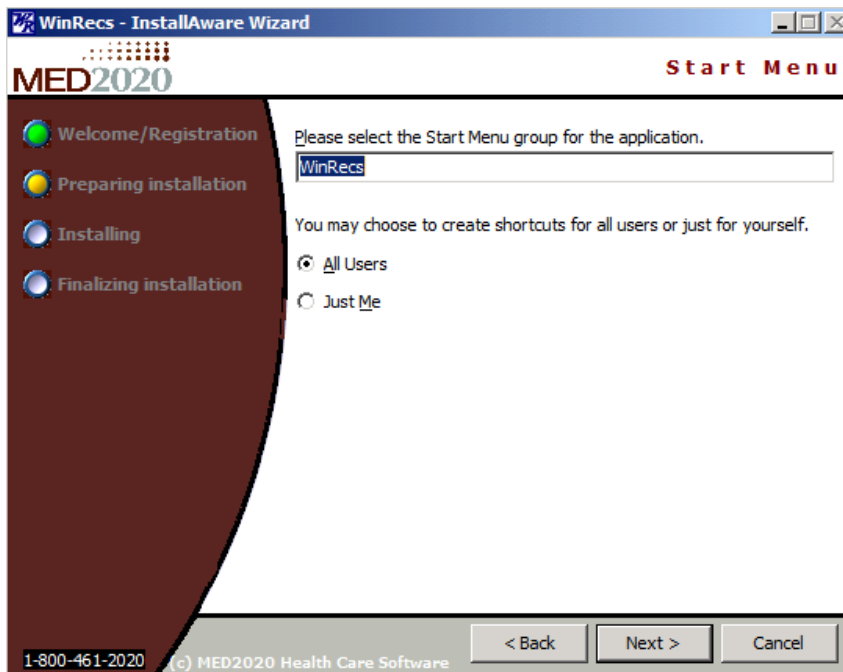 WinRecs - InstallAware Wizard
MED2020
Start Menu
Welcome/Registration
Preparing installation
Installing
Finalizing installation
Please select the Start Menu group for the application.
WinRecs
You may choose to create shortcuts for all users or just for yourself.
All Users
Just Me
< Back
Next >
Cancel
1-800-461-2020
(c) MED2020 Health Care Software